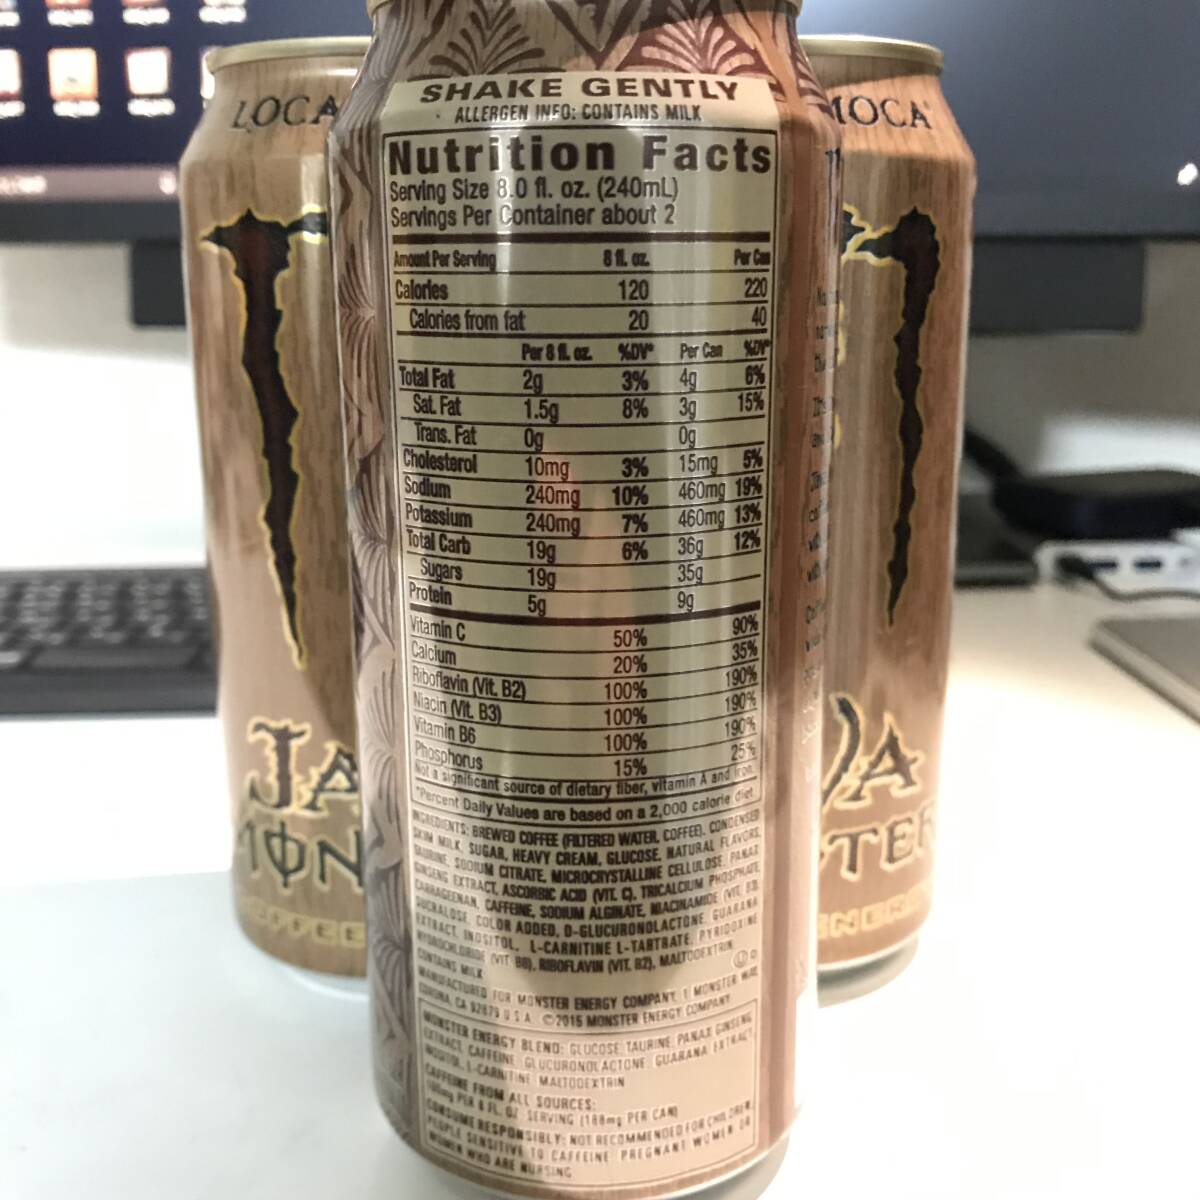 SHAKE GENTLY
ALLERGEN INFO: CONTAINS MILK
Nutrition Facts
Serving Size 8.0 fl. oz. (240mL)
Servings Per Container about 2
Amount Per Serving 8 fl. oz. Per Can
Calories 120 220
Calories from fat 20 40
Per 8 fl. oz. %DV* Per Can %DV*
Total Fat 2g 3% 4g 6%
Sat. Fat 1.5g 8% 3g 15%
Trans. Fat 0g 0g
Cholesterol 10mg 3% 15mg 5%
Sodium 240mg 10% 460mg 19%
Potassium 240mg 7% 460mg 13%
Total Carb 19g 6% 36g 12%
Sugars 19g 35g
Protein 5g 9g
Vitamin C 50% 90%
Calcium 20% 35%
Riboflavin (Vit. B2) 100% 190%
Niacin (Vit. B3) 100% 190%
Vitamin B6 100% 190%
Phosphorus 15% 25%
Not a significant source of dietary fiber, vitamin A and iron.
*Percent Daily Values are based on a 2,000 calorie diet.
INGREDIENTS: BREWED COFFEE (FILTERED WATER, COFFEE), CONDENSED
SKIM MILK, SUGAR, HEAVY CREAM, GLUCOSE, NATURAL FLAVORS,
TAURINE, SODIUM CITRATE, MICROCRYSTALLINE CELLULOSE, PANAX
GINSENG EXTRACT, ASCORBIC ACID (VIT. C), TRICALCIUM PHOSPHATE,
CARRAGEENAN, CAFFEINE, SODIUM ALGINATE, NIACINAMIDE (VIT. B3),
SUCRALOSE, COLOR ADDED, D-GLUCURONOLACTONE, GUARANA
EXTRACT, INOSITOL, L-CARNITINE L-TARTRATE, PYRIDOXINE
HYDROCHLORIDE (VIT. B6), RIBOFLAVIN (VIT. B2), MALTODEXTRIN.
CONTAINS MILK
MANUFACTURED FOR MONSTER ENERGY COMPANY, 1 MONSTER WAY,
CORONA, CA 92879 U.S.A. ©2015 MONSTER ENERGY COMPANY
MONSTER ENERGY BLEND: GLUCOSE, TAURINE, PANAX GINSENG
EXTRACT, CAFFEINE, GLUCURONOLACTONE, GUARANA EXTRACT,
INOSITOL, L-CARNITINE, MALTODEXTRIN
CAFFEINE FROM ALL SOURCES:
100mg PER 8 FL. OZ. SERVING (188mg PER CAN)
CONSUME RESPONSIBLY: NOT RECOMMENDED FOR CHILDREN,
PEOPLE SENSITIVE TO CAFFEINE, PREGNANT WOMEN OR
WOMEN WHO ARE NURSING.
LOCA
JA
MON
COFFEE
MOCA
VA
STER
ENERGY